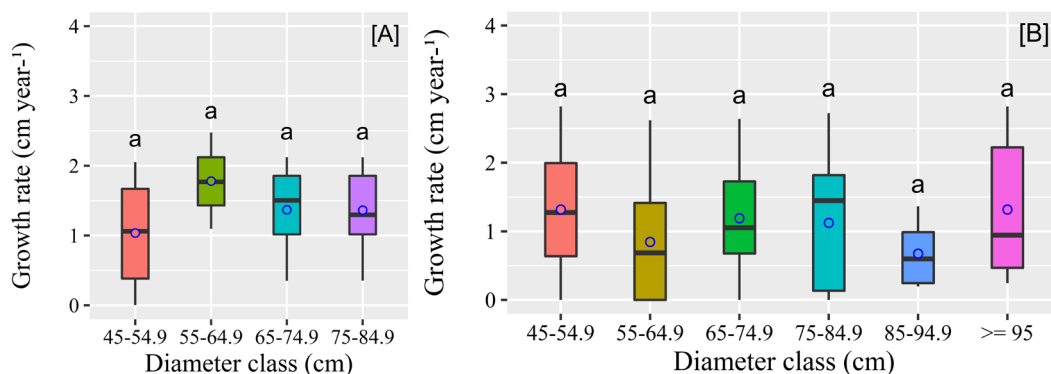 [A]
Growth rate (cm year-¹)
4
3
2
1
0
a a a a
45-54.9 55-64.9 65-74.9 75-84.9
Diameter class (cm)
[B]
Growth rate (cm year-¹)
4
3
2
1
0
a a a a a a
45-54.9 55-64.9 65-74.9 75-84.9 85-94.9 >= 95
Diameter class (cm)